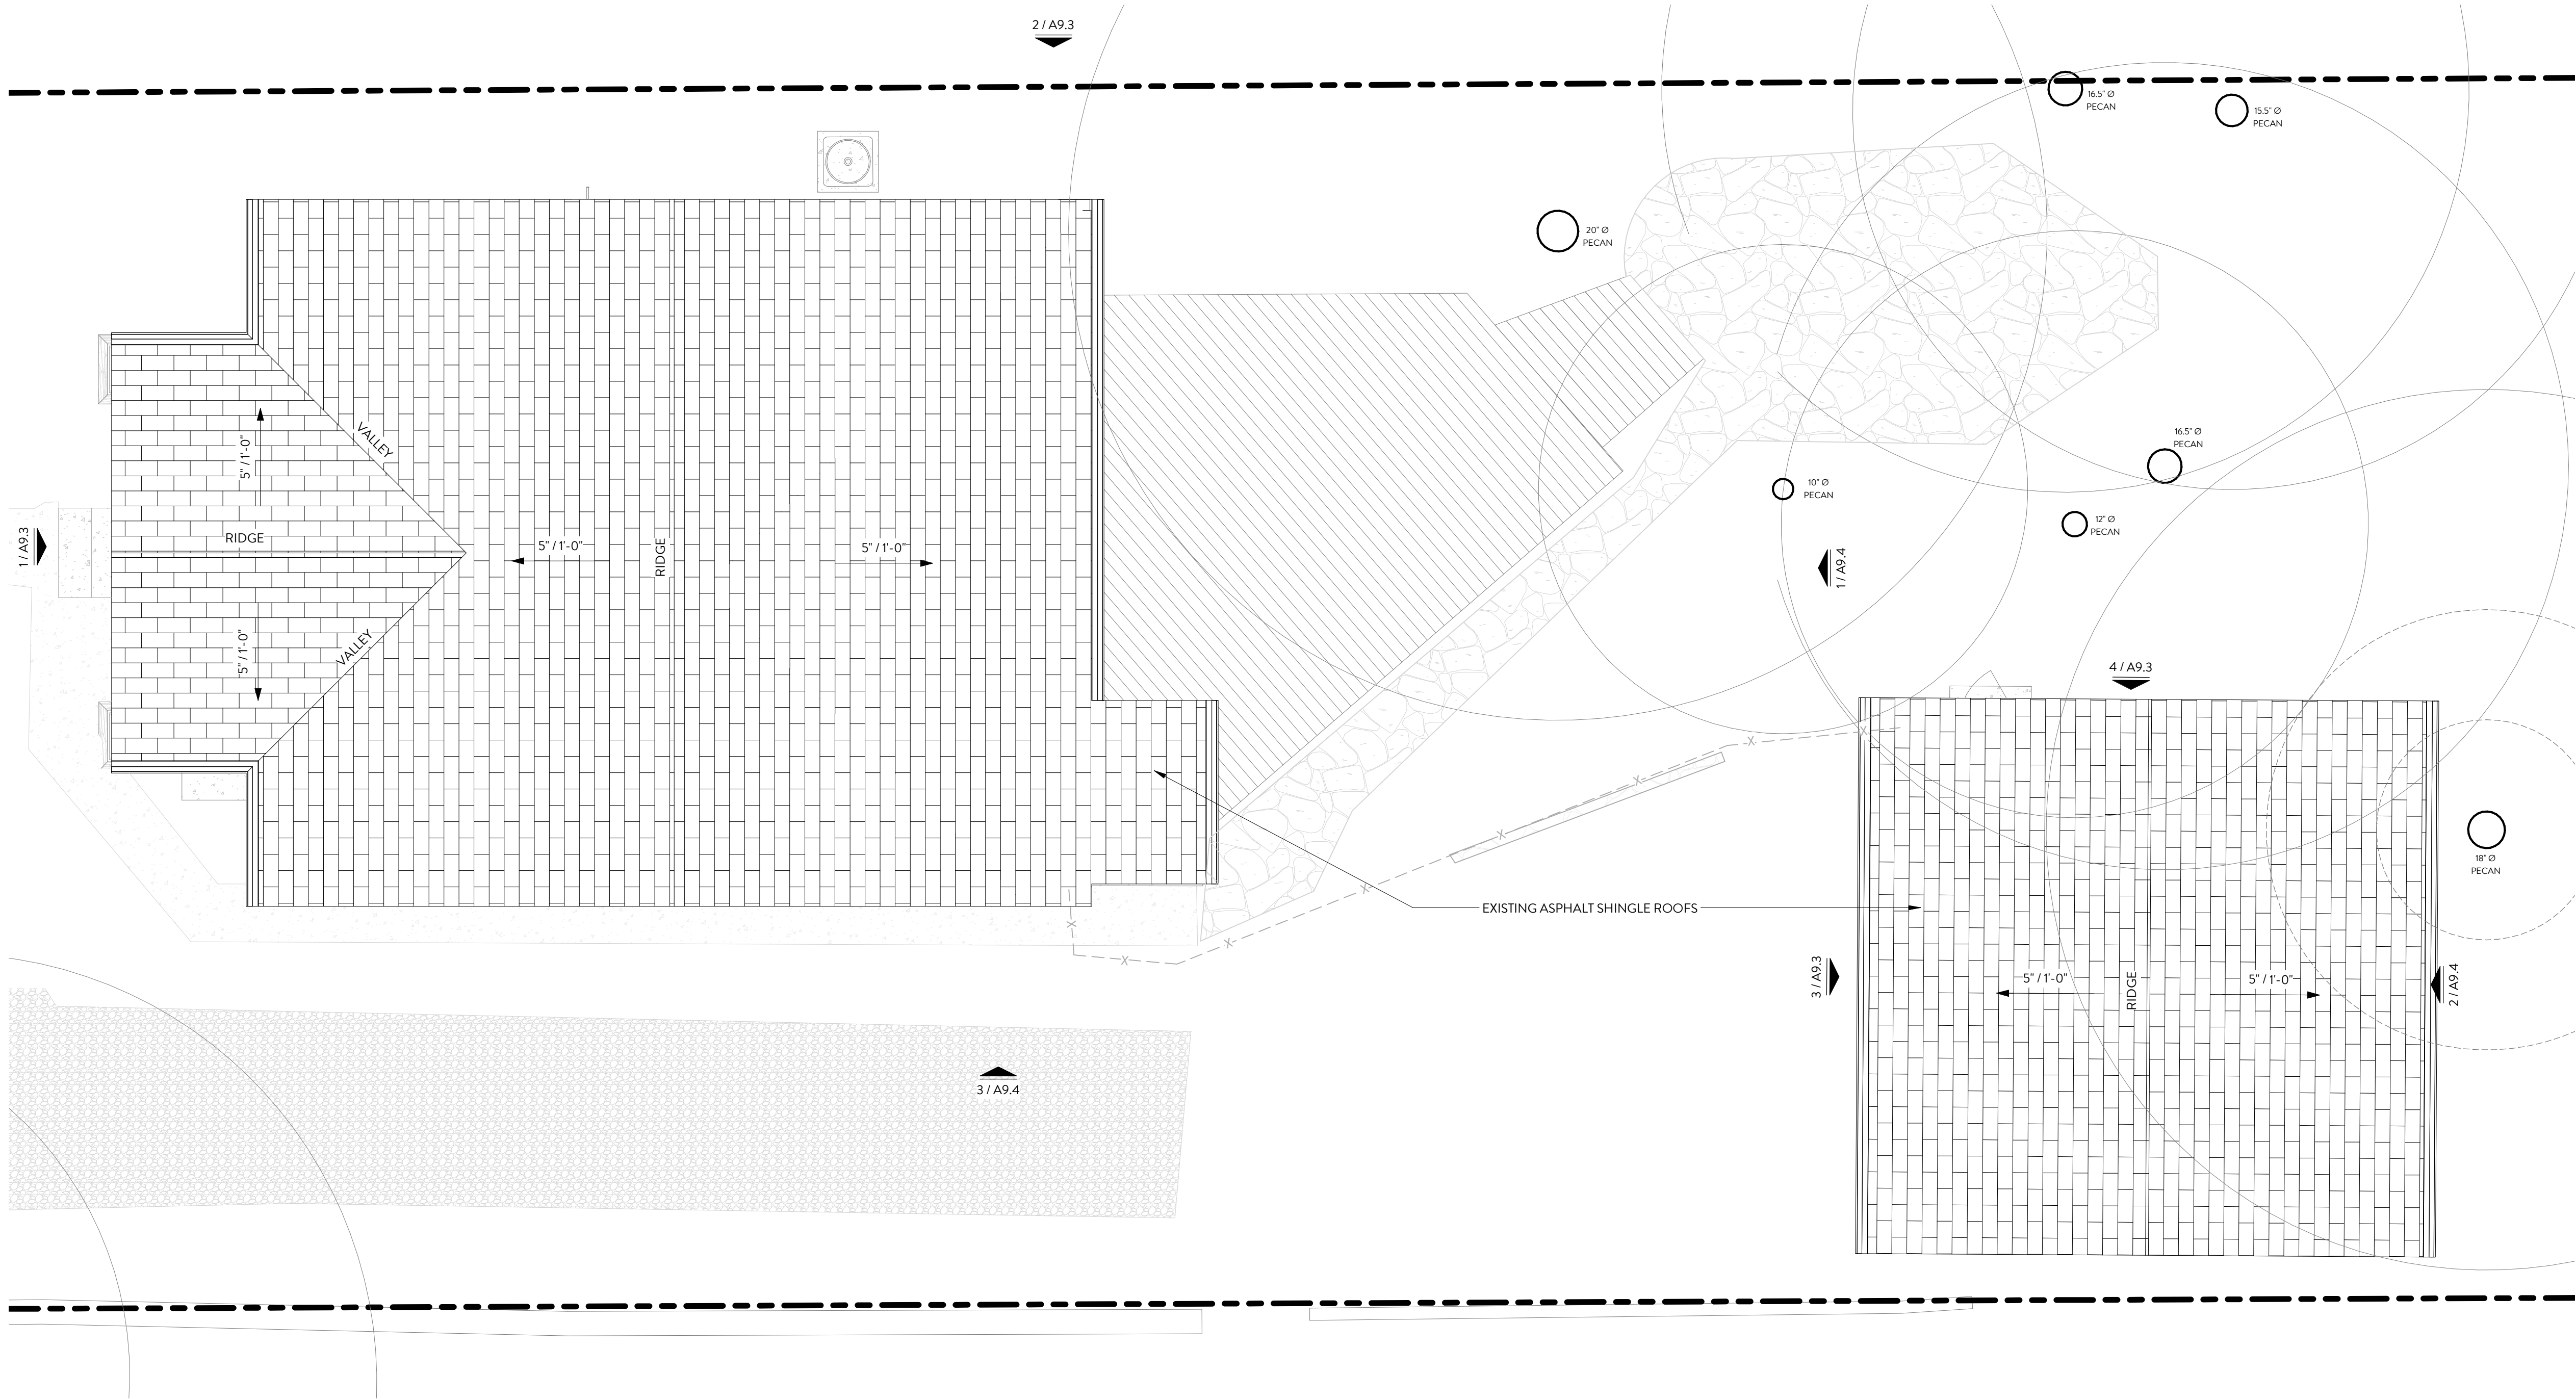 2 / A9.3
16.5" Ø
PECAN
15.5" Ø
PECAN
20" Ø
PECAN
VALLEY
5" / 1'-0"
16.5" Ø
PECAN
10" Ø
PECAN
12" Ø
PECAN
1 / A9.3
RIDGE
5" / 1'-0"
RIDGE
5" / 1'-0"
1 / A9.4
5" / 1'-0"
VALLEY
4 / A9.3
X
X
X
X
X
X
X
X
18" Ø
PECAN
EXISTING ASPHALT SHINGLE ROOFS
3 / A9.3
5" / 1'-0"
RIDGE
5" / 1'-0"
2 / A9.4
3 / A9.4